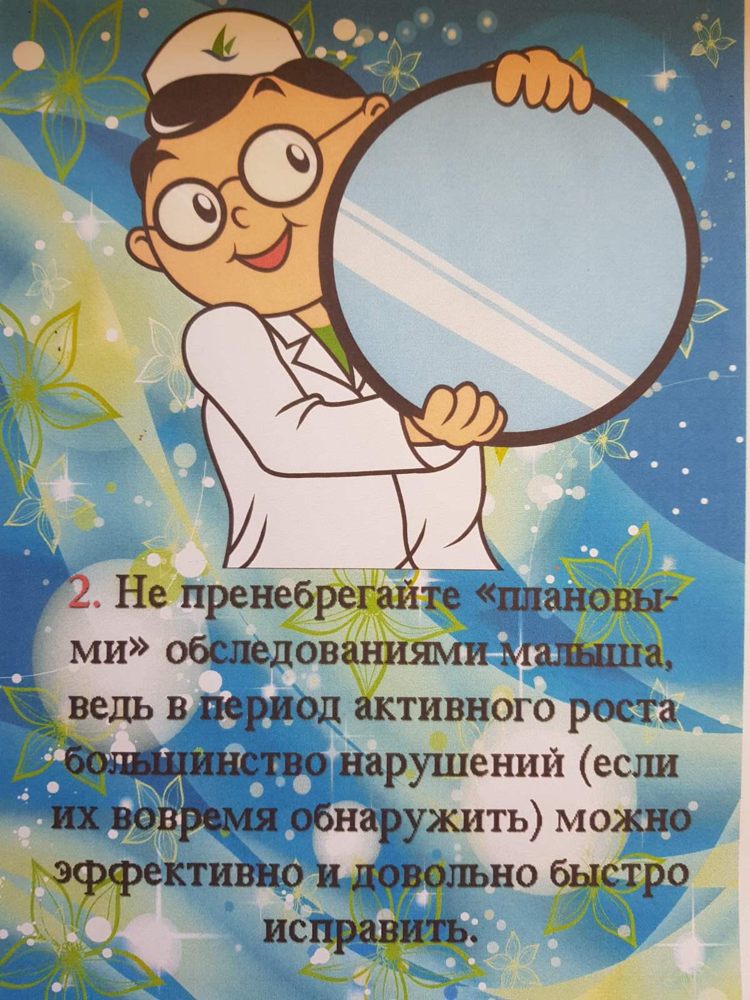 2. Не пренебрегайте «плановы-
ми» обследованиями малыша,
ведь в период активного роста
большинство нарушений (если
их вовремя обнаружить) можно
эффективно и довольно быстро
исправить.